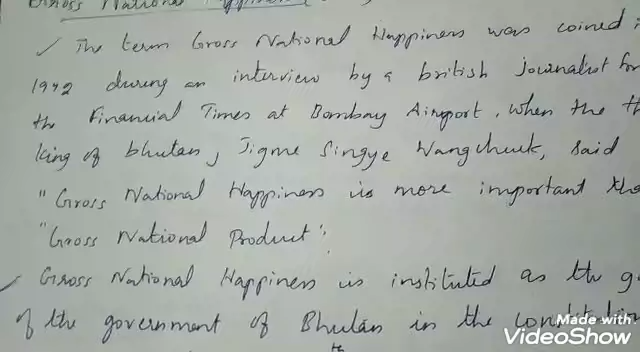 Gross National Happiness
✓ The term Gross National Happiness was coined
1972 during an interview by a british journalist for
the Financial Times at Bombay Airport, when the
king of bhutan, Jigme Singye Wangchuck, said
"Gross National Happiness is more important
"Gross National Product".
✓ Gross National Happiness is instituted as the
of the government of Bhutan in the
th
Made with
VideoShow